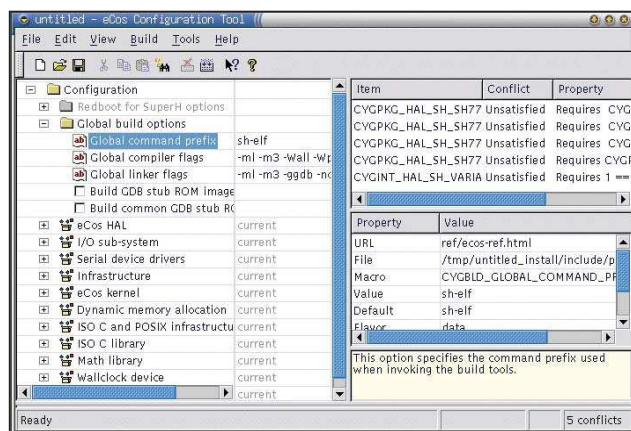 untitled - eCos Configuration Tool
File Edit View Build Tools Help
Configuration
Redboot for SuperH options
Global build options
Global command prefix sh-elf
Global compiler flags -ml -m3 -Wall -Wp
Global linker flags -ml -m3 -ggdb -no
Build GDB stub ROM image
Build common GDB stub RO
eCos HAL current
I/O sub-system current
Serial device drivers current
Infrastructure current
eCos kernel current
Dynamic memory allocation current
ISO C and POSIX infrastructu current
ISO C library current
Math library current
Wallclock device current
current
Item Conflict Property
CYGPKG_HAL_SH_SH77 Unsatisfied Requires CYG
CYGPKG_HAL_SH_SH77 Unsatisfied Requires CYG
CYGPKG_HAL_SH_SH77 Unsatisfied Requires CYG
CYGPKG_HAL_SH_SH77 Unsatisfied Requires CYGP
CYGINT_HAL_SH_VARIA Unsatisfied Requires 1 ==
Property Value
URL ref/ecos-ref.html
File /tmp/untitled_install/include/p
Macro CYGBLD_GLOBAL_COMMAND_PR
Value sh-elf
Default sh-elf
Flavor data
This option specifies the command prefix used
when invoking the build tools.
Ready 5 conflicts